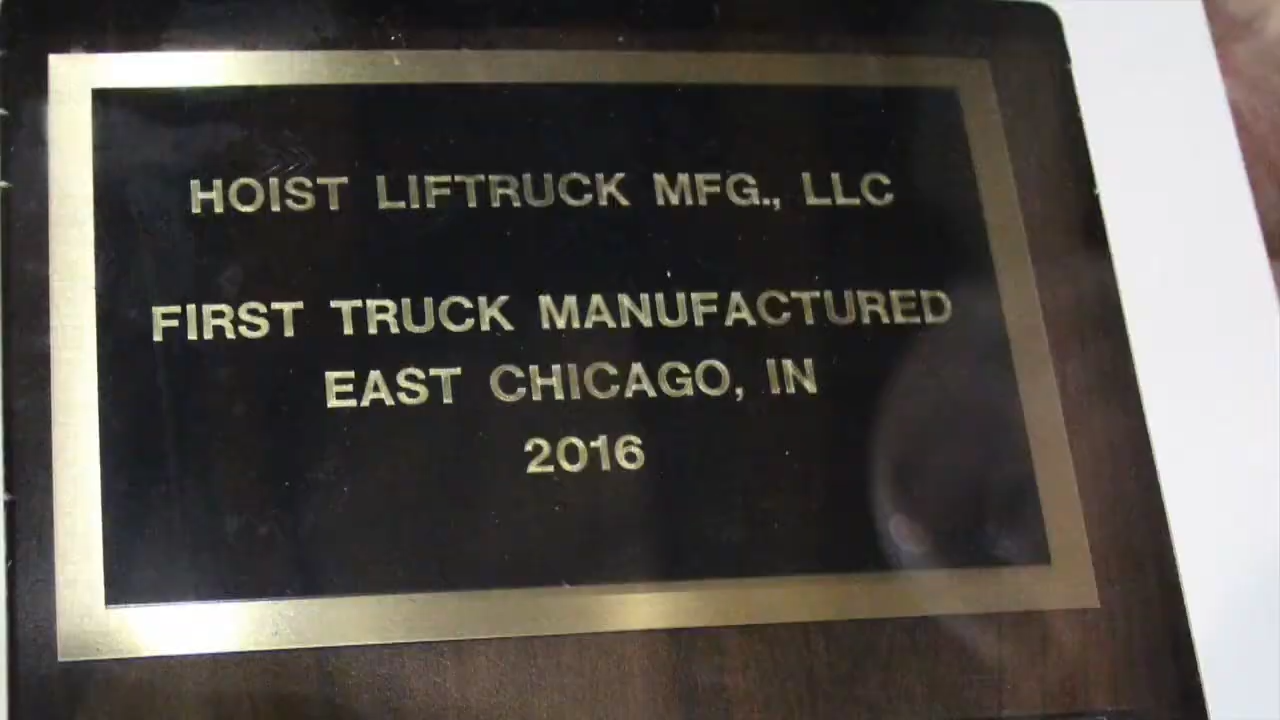 HOIST LIFTRUCK MFG., LLC
FIRST TRUCK MANUFACTURED
EAST CHICAGO, IN
2016